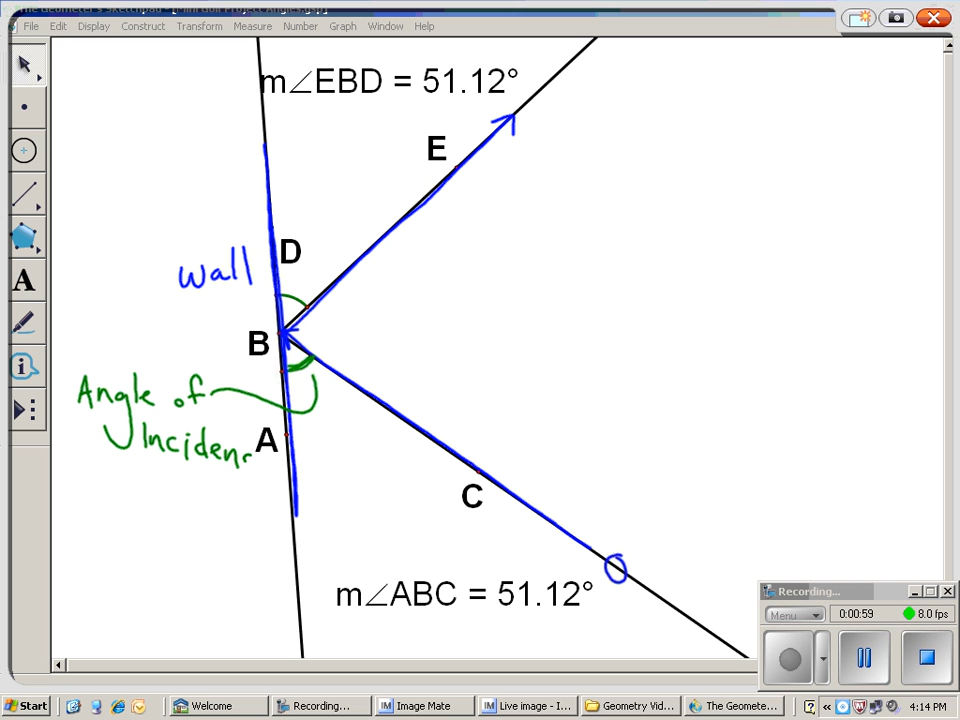 File Edit Display Construct Transform Measure Number Graph Window Help
m∠EBD = 51.12°
E
D
wall
B
Angle of
Inciden
A
C
m∠ABC = 51.12°
A
Recording...
Menu 0:00:59 8.0 fps
Start Welcome Recording... Image Mate Live image - I... Geometry Vid... The Geomete... 4:14 PM